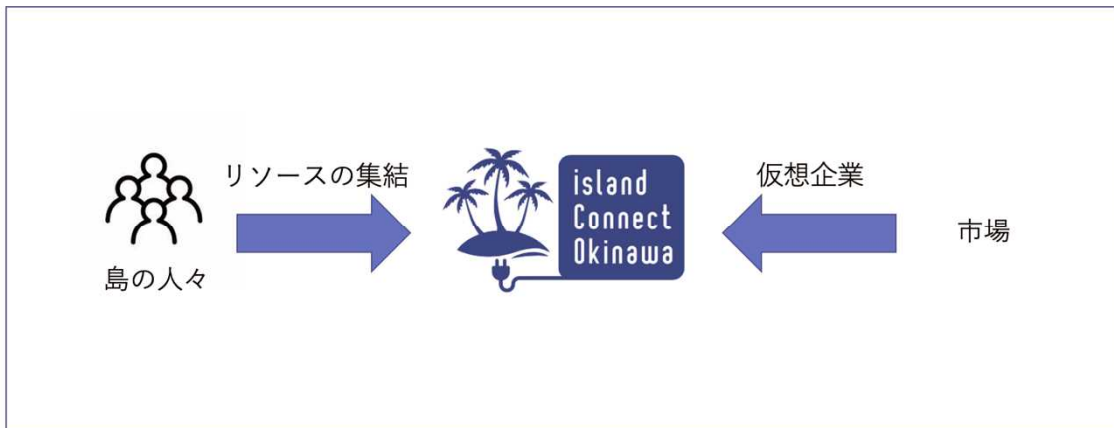 リソースの集結
島の人々
island
Connect
Okinawa
仮想企業
市場